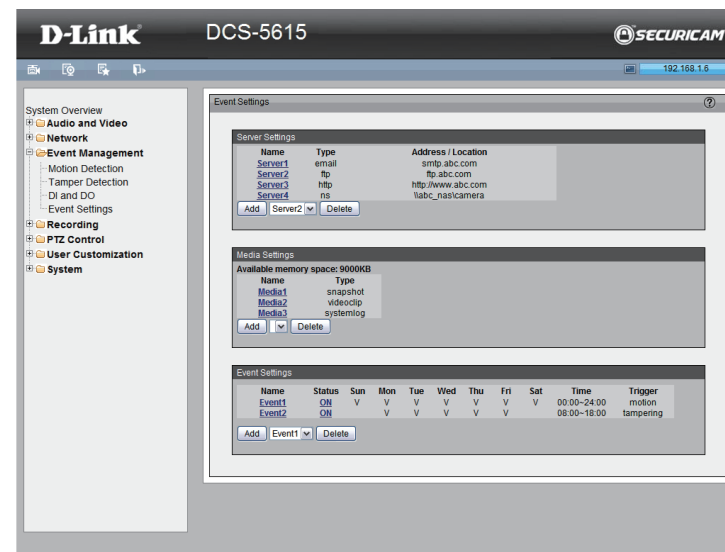 D-Link DCS-5615 SECURICAM
192.168.1.6
System Overview
Audio and Video
Network
Event Management
Motion Detection
Tamper Detection
DI and DO
Event Settings
Recording
PTZ Control
User Customization
System
Event Settings ?
Server Settings
Name Type Address / Location
Server1 email smtp.abc.com
Server2 ftp ftp.abc.com
Server3 http http://www.abc.com
Server4 ns \\abc_nas\camera
Add Server2 Delete
Media Settings
Available memory space: 9000KB
Name Type
Media1 snapshot
Media2 videoclip
Media3 systemlog
Add Delete
Event Settings
Name Status Sun Mon Tue Wed Thu Fri Sat Time Trigger
Event1 ON V V V V V V V 00:00~24:00 motion
Event2 ON V V V V V 08:00~18:00 tampering
Add Event1 Delete